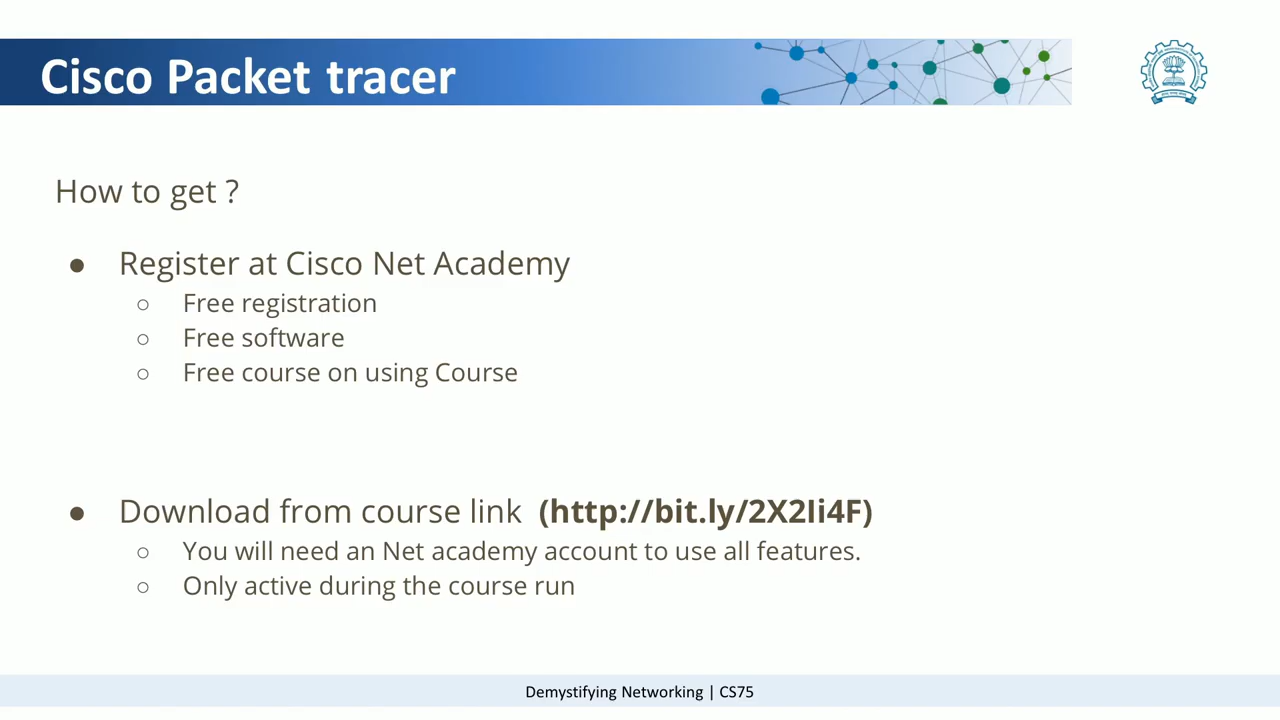 Cisco Packet tracer
How to get ?
● Register at Cisco Net Academy
○ Free registration
○ Free software
○ Free course on using Course
● Download from course link (http://bit.ly/2X2Ii4F)
○ You will need an Net academy account to use all features.
○ Only active during the course run
Demystifying Networking | CS75